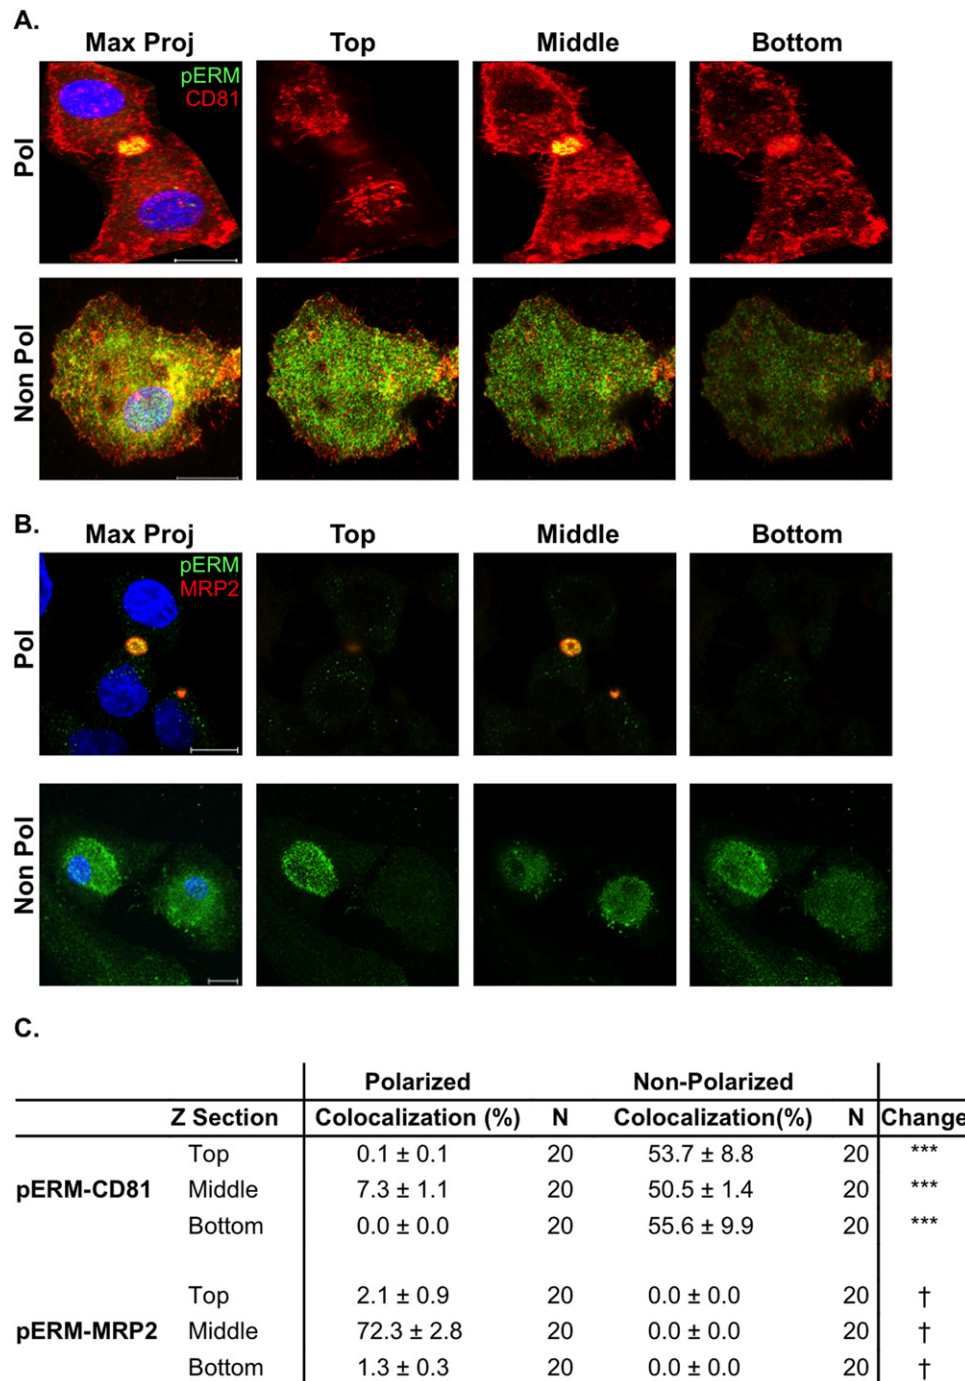 A.
Max Proj Top Middle Bottom
pERM
CD81
Pol
Non Pol
B.
Max Proj Top Middle Bottom
pERM
MRP2
Pol
Non Pol
C.
Polarized Non-Polarized
Z Section Colocalization (%) N Colocalization(%) N Change
Top 0.1 ± 0.1 20 53.7 ± 8.8 20 ***
pERM-CD81 Middle 7.3 ± 1.1 20 50.5 ± 1.4 20 ***
Bottom 0.0 ± 0.0 20 55.6 ± 9.9 20 ***
Top 2.1 ± 0.9 20 0.0 ± 0.0 20 †
pERM-MRP2 Middle 72.3 ± 2.8 20 0.0 ± 0.0 20 †
Bottom 1.3 ± 0.3 20 0.0 ± 0.0 20 †